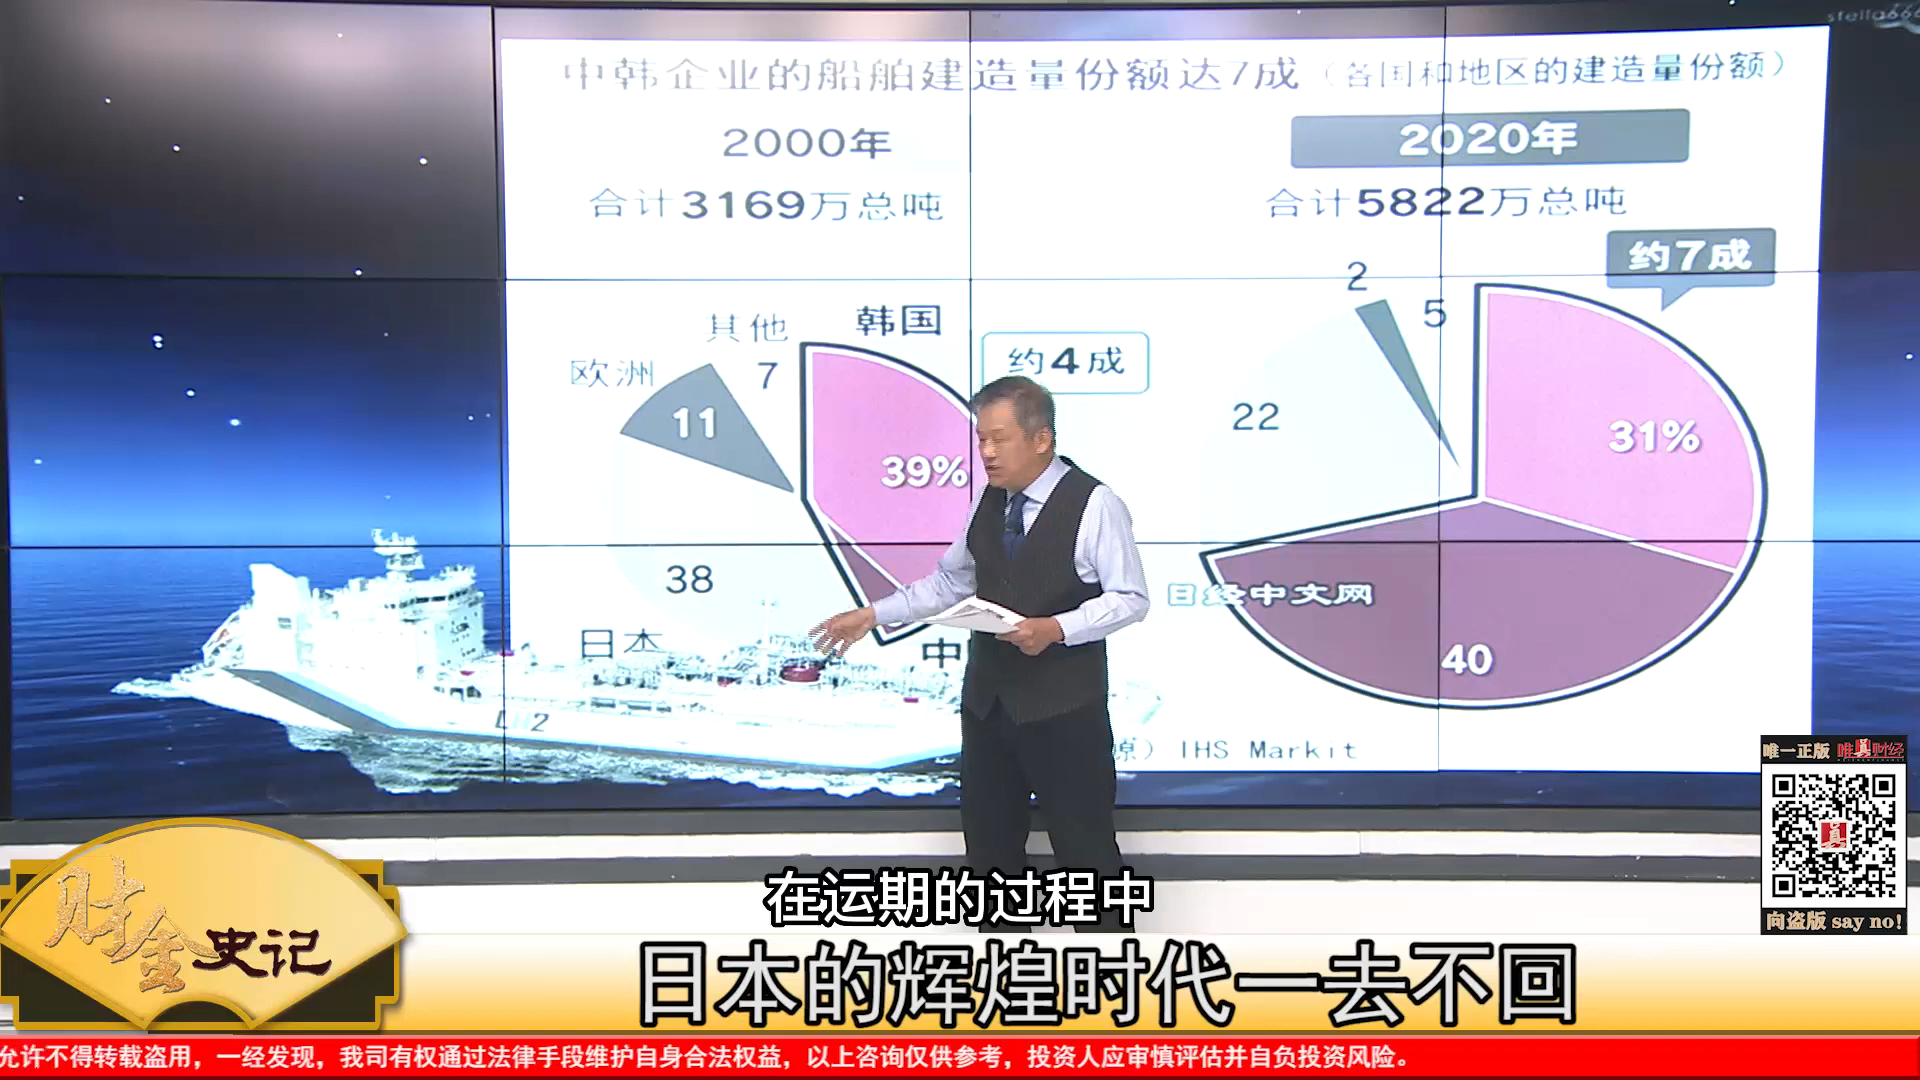 stella666
中韩企业的船舶建造量份额达7成（各国和地区的建造量份额）
2000年
2020年
合计3169万总吨
合计5822万总吨
约7成
2
5
其他
韩国
欧洲
7
约4成
11
22
31%
39%
38
日经中文网
日本
40
LH2
IHS Markit
唯一正版 唯真财经
真
向盗版 say no!
在运期的过程中
财金史记
日本的辉煌时代一去不回
允许不得转载盗用，一经发现，我司有权通过法律手段维护自身合法权益，以上咨询仅供参考，投资人应审慎评估并自负投资风险。